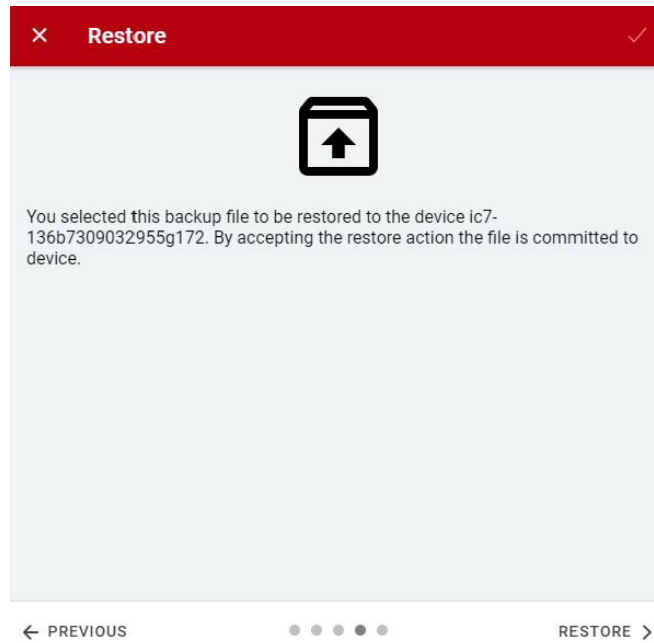 Restore
You selected this backup file to be restored to the device ic7-
136b7309032955g172. By accepting the restore action the file is committed to
device.
PREVIOUS
RESTORE